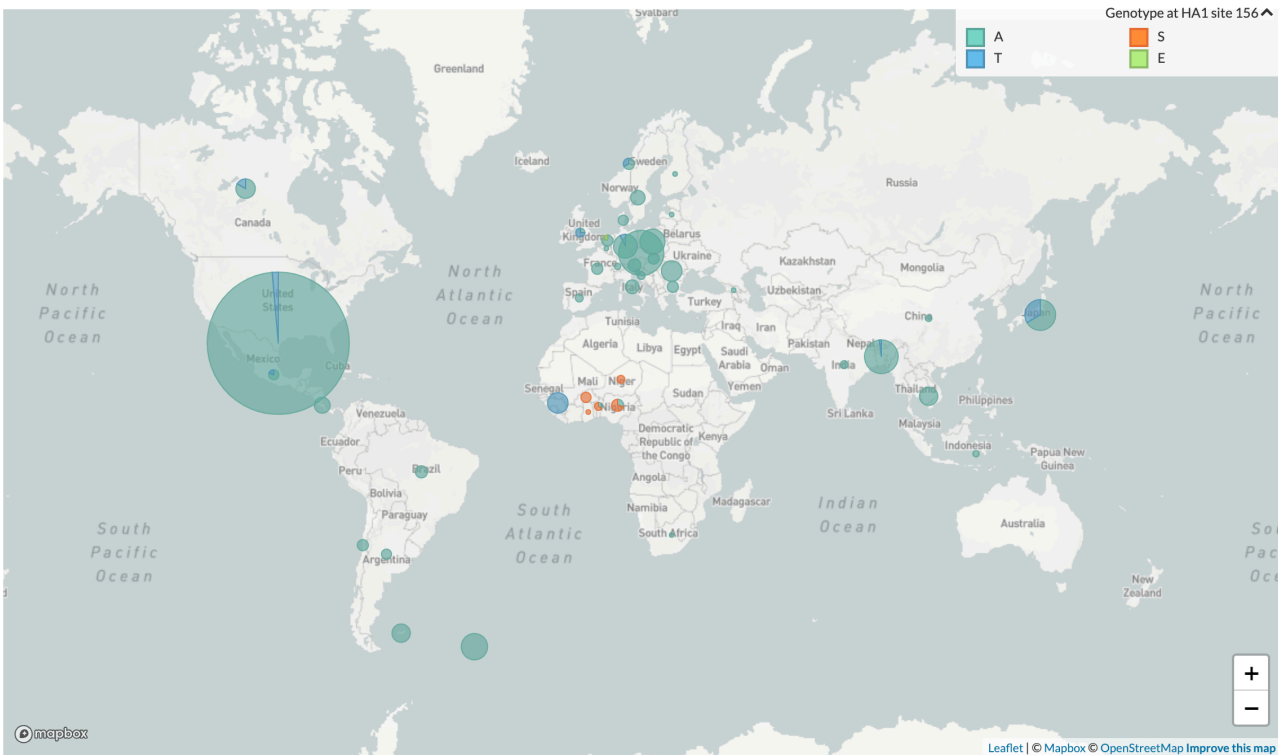 Svalbard
Genotype at HA1 site 156
A
S
T
E
Greenland
Iceland
Sweden
Norway
Russia
Canada
United
Kingdom
Belarus
Ukraine
France
Kazakhstan
Mongolia
North
Pacific
Ocean
United
States
North
Atlantic
Ocean
Spain
Italy
Turkey
Uzbekistan
China
Japan
North
Pacific
Ocean
Tunisia
Algeria
Libya
Egypt
Iraq
Iran
Saudi
Arabia
Oman
Pakistan
Nepal
India
Mexico
Cuba
Senegal
Mali
Niger
Nigeria
Sudan
Yemen
Thailand
Philippines
Sri Lanka
Malaysia
Venezuela
Ecuador
Peru
Brazil
Bolivia
Paraguay
Argentina
Democratic
Republic of
the Congo
Kenya
Angola
Namibia
Madagascar
South Africa
Indonesia
Papua New
Guinea
Australia
New
Zealand
South
Pacific
Ocean
South
Atlantic
Ocean
Indian
Ocean
Sou
Pac
Oce
+
−
mapbox
Leaflet | © Mapbox © OpenStreetMap Improve this map